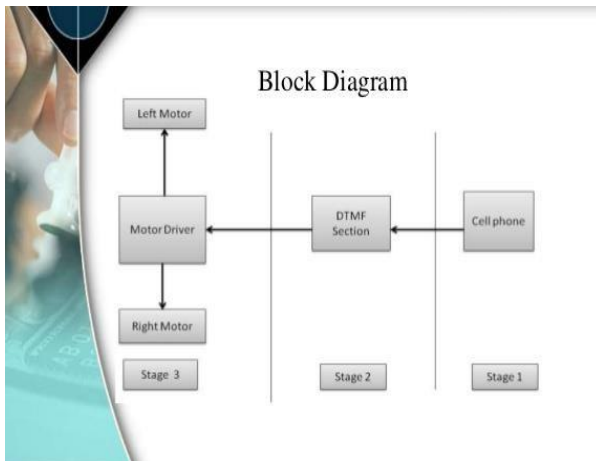 Block Diagram
Left Motor
Motor Driver
DTMF
Section
Cell phone
Right Motor
Stage 3
Stage 2
Stage 1